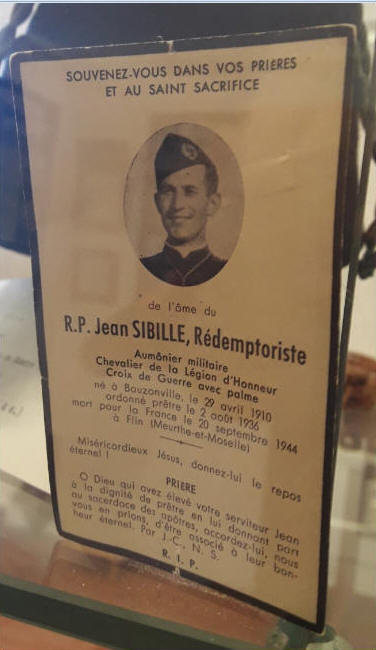 SOUVENEZ-VOUS DANS VOS PRIERES
ET AU SAINT SACRIFICE
de l'âme du
R.P. Jean SIBILLE, Rédemptoriste
Aumônier militaire
Chevalier de la Légion d'Honneur
Croix de Guerre avec palme
né à Bouzonville, le 29 avril 1910
ordonné prêtre le 2 août 1936
mort pour la France le 20 septembre 1944
à Flin (Meurthe-et-Moselle)
Miséricordieux Jésus, donnez-lui le repos
éternel !
PRIERE
O Dieu qui avez élevé votre serviteur Jean
à la dignité de prêtre en lui donnant part
au sacerdoce des apôtres, accordez-lui, nous
vous en prions, d'être associé à leur bon-
heur éternel. Par J.-C. N. S.
R. I. P.